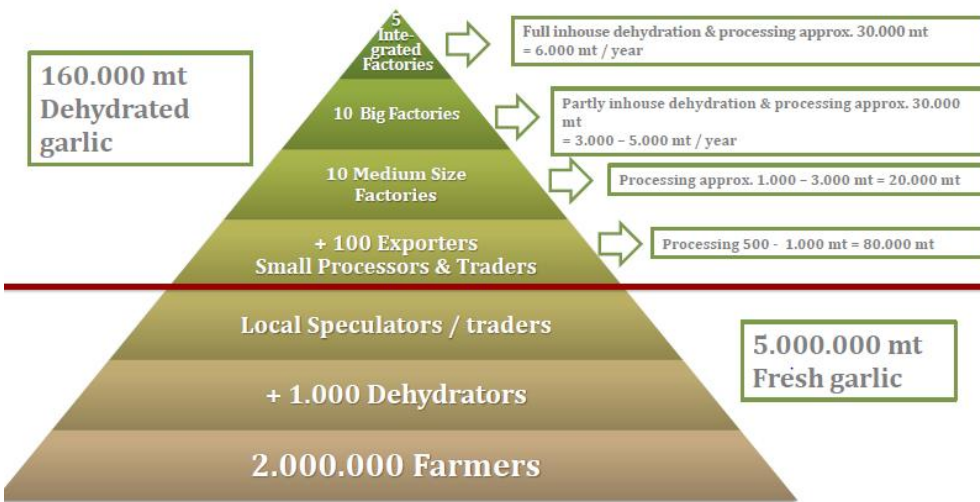 5
Inte-
grated
Factories
Full inhouse dehydration & processing approx. 30.000 mt
= 6.000 mt / year
160.000 mt
Dehydrated
garlic
10 Big Factories
Partly inhouse dehydration & processing approx. 30.000
mt
= 3.000 – 5.000 mt / year
10 Medium Size
Factories
Processing approx. 1.000 – 3.000 mt = 20.000 mt
+ 100 Exporters
Small Processors & Traders
Processing 500 - 1.000 mt = 80.000 mt
Local Speculators / traders
5.000.000 mt
Fresh garlic
+ 1.000 Dehydrators
2.000.000 Farmers